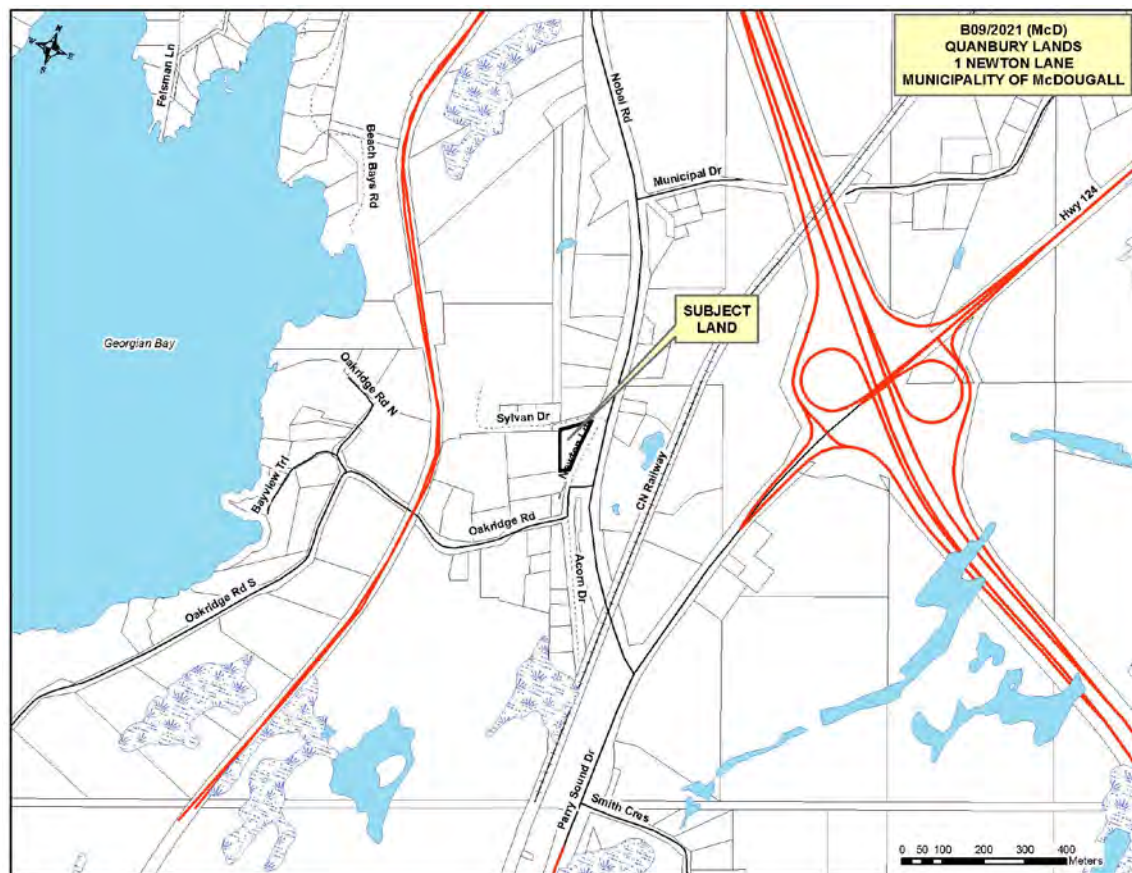 B09/2021 (McD)
QUANBURY LANDS
1 NEWTON LANE
MUNICIPALITY OF McDOUGALL
N
E
S
W
Felsman Ln
Beach Bays Rd
Nobel Rd
Municipal Dr
Hwy 124
SUBJECT
LAND
Georgian Bay
Oakridge Rd N
Sylvan Dr
Newton Ln
CN Railway
Bayview Trl
Oakridge Rd
Acorn Dr
Oakridge Rd S
Parry Sound Dr
Smith Cres
0 50 100 200 300 400
Meters